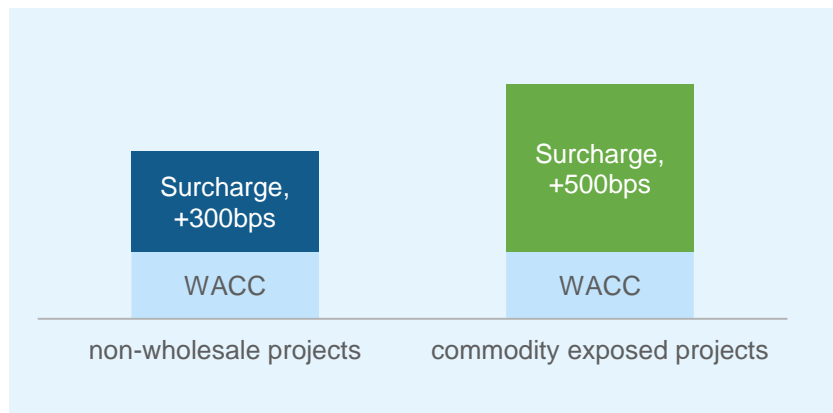 Surcharge,
+300bps
WACC
non-wholesale projects
Surcharge,
+500bps
WACC
commodity exposed projects